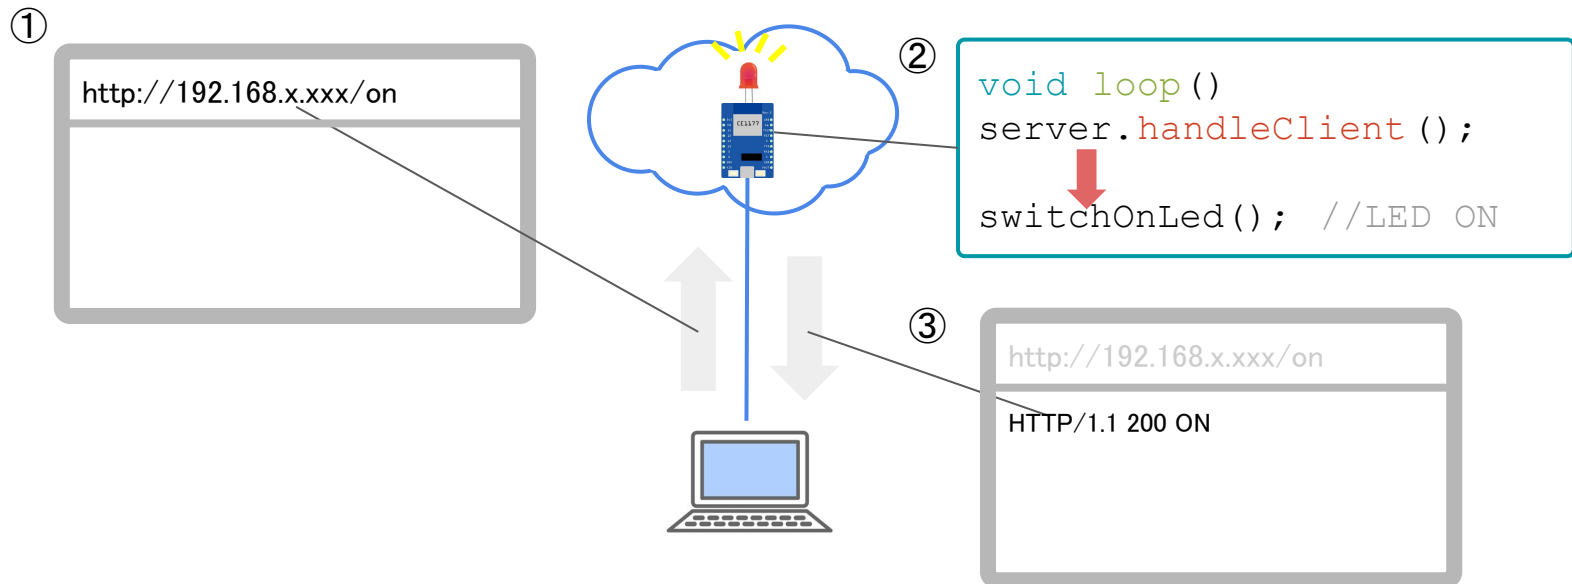 ①
http://192.168.x.xxx/on
②
void loop()
server.handleClient();
switchOnLed(); //LED ON
③
http://192.168.x.xxx/on
HTTP/1.1 200 ON